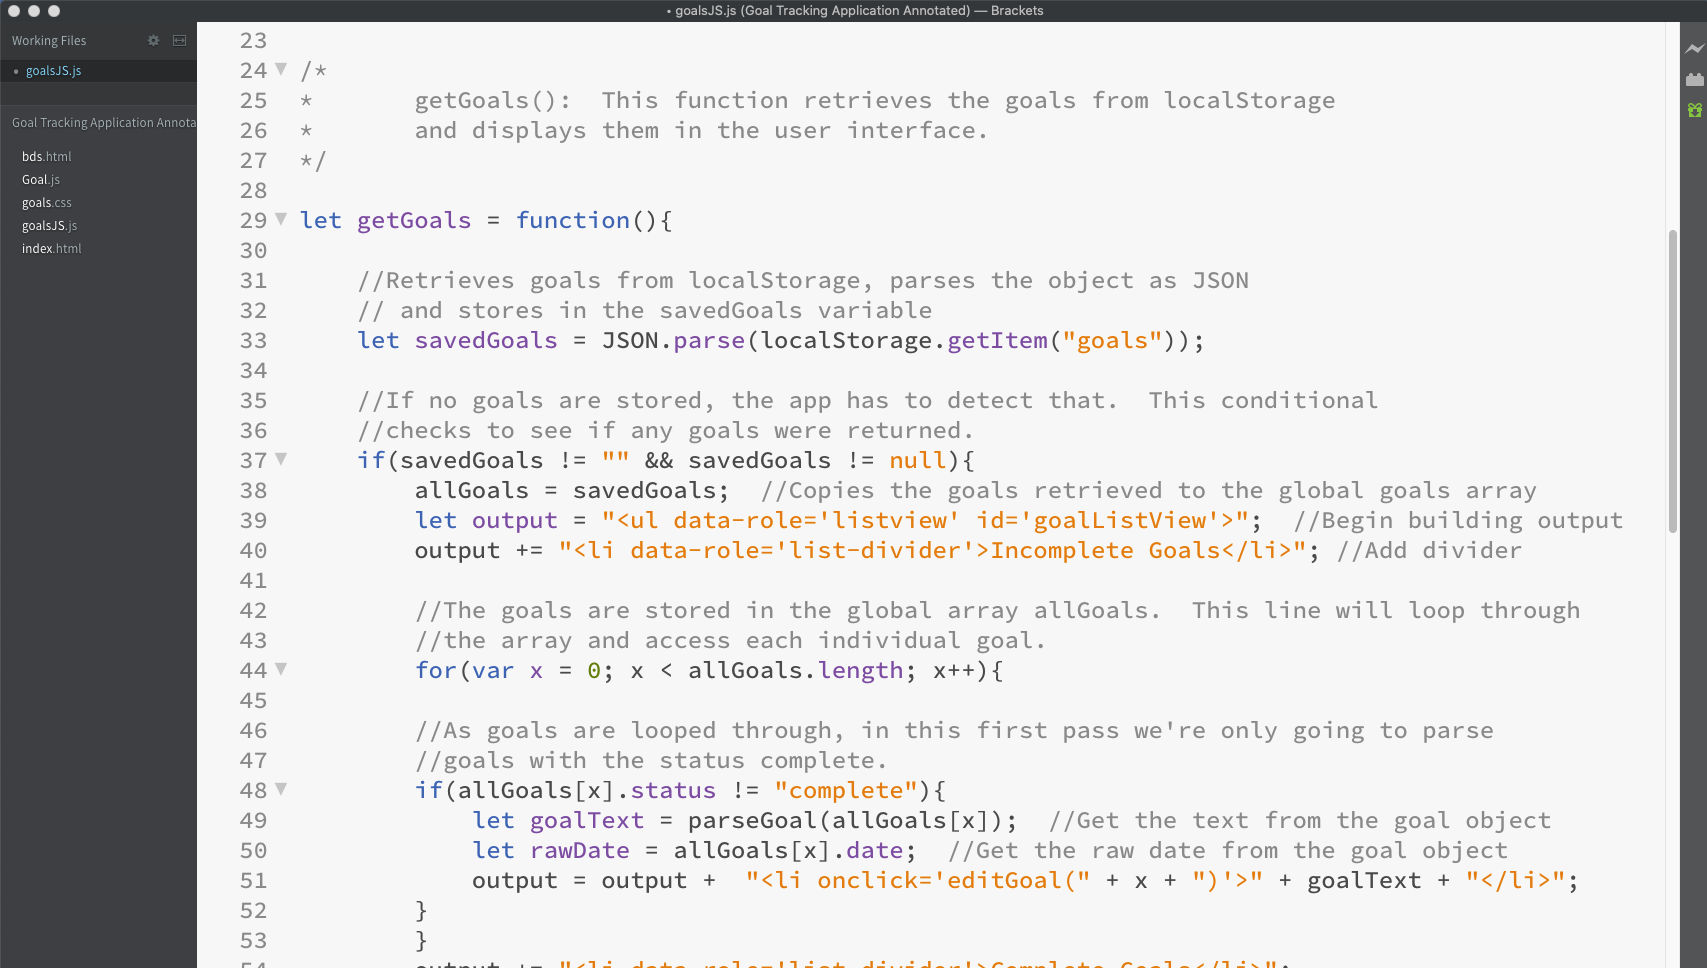 • goalsJS.js (Goal Tracking Application Annotated) — Brackets
Working Files
• goalsJS.js
Goal Tracking Application Annota
bds.html
Goal.js
goals.css
goalsJS.js
index.html
23
24 /*
25 *       getGoals():  This function retrieves the goals from localStorage
26 *       and displays them in the user interface.
27 */
28
29 let getGoals = function(){
30
31     //Retrieves goals from localStorage, parses the object as JSON
32     // and stores in the savedGoals variable
33     let savedGoals = JSON.parse(localStorage.getItem("goals"));
34
35     //If no goals are stored, the app has to detect that.  This conditional
36     //checks to see if any goals were returned.
37     if(savedGoals != "" && savedGoals != null){
38         allGoals = savedGoals;  //Copies the goals retrieved to the global goals array
39         let output = "<ul data-role='listview' id='goalListView'>";  //Begin building output
40         output += "<li data-role='list-divider'>Incomplete Goals</li>"; //Add divider
41
42         //The goals are stored in the global array allGoals.  This line will loop through
43         //the array and access each individual goal.
44         for(var x = 0; x < allGoals.length; x++){
45
46         //As goals are looped through, in this first pass we're only going to parse
47         //goals with the status complete.
48         if(allGoals[x].status != "complete"){
49             let goalText = parseGoal(allGoals[x]);  //Get the text from the goal object
50             let rawDate = allGoals[x].date;  //Get the raw date from the goal object
51             output = output +  "<li onclick='editGoal(" + x + ")'>" + goalText + "</li>";
52         }
53         }
54         output += "<li data-role='list-divider'>Complete Goals</li>";